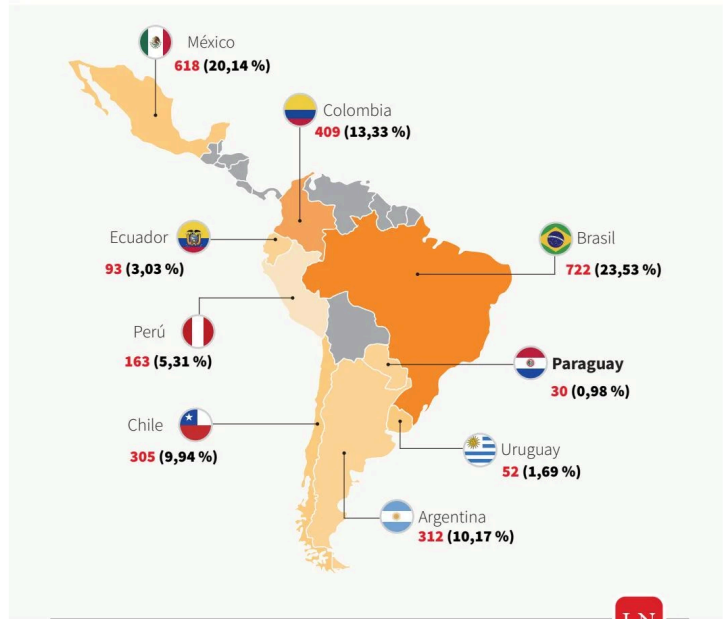 México
618 (20,14 %)
Colombia
409 (13,33 %)
Ecuador
93 (3,03 %)
Brasil
722 (23,53 %)
Perú
163 (5,31 %)
Paraguay
30 (0,98 %)
Chile
305 (9,94 %)
Uruguay
52 (1,69 %)
Argentina
312 (10,17 %)